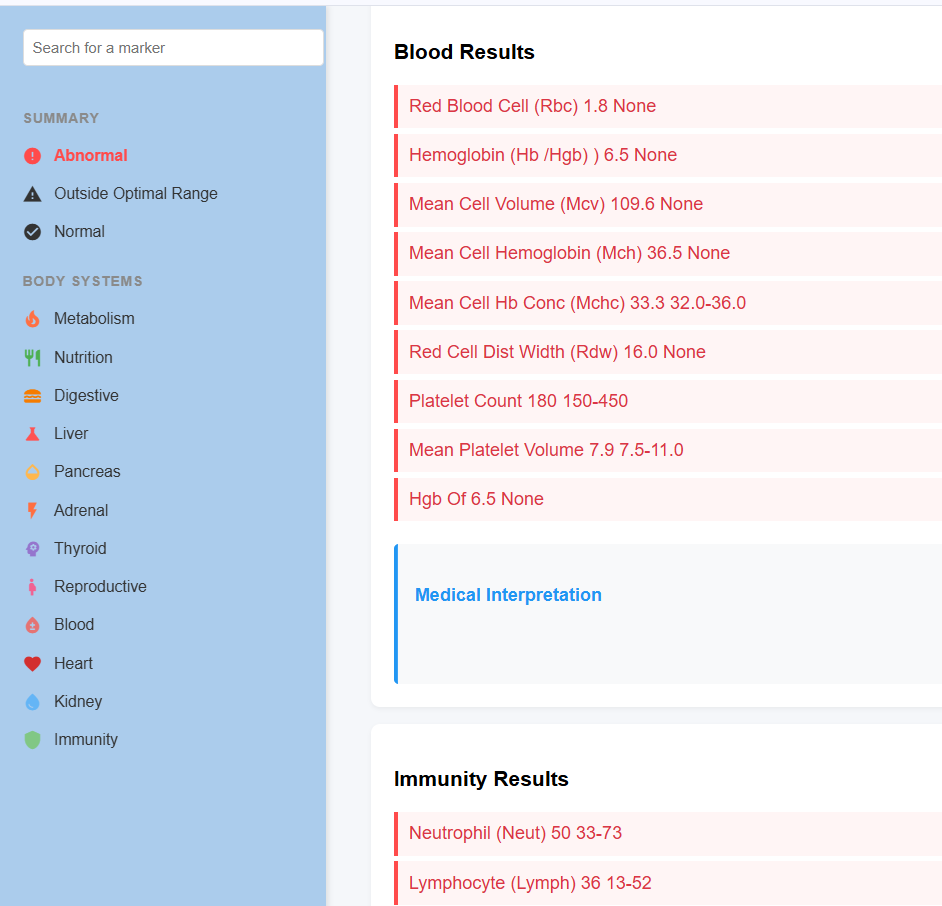 Search for a marker
SUMMARY
Abnormal
Outside Optimal Range
Normal
BODY SYSTEMS
Metabolism
Nutrition
Digestive
Liver
Pancreas
Adrenal
Thyroid
Reproductive
Blood
Heart
Kidney
Immunity
Blood Results
Red Blood Cell (Rbc) 1.8 None
Hemoglobin (Hb /Hgb) ) 6.5 None
Mean Cell Volume (Mcv) 109.6 None
Mean Cell Hemoglobin (Mch) 36.5 None
Mean Cell Hb Conc (Mchc) 33.3 32.0-36.0
Red Cell Dist Width (Rdw) 16.0 None
Platelet Count 180 150-450
Mean Platelet Volume 7.9 7.5-11.0
Hgb Of 6.5 None
Medical Interpretation
Immunity Results
Neutrophil (Neut) 50 33-73
Lymphocyte (Lymph) 36 13-52